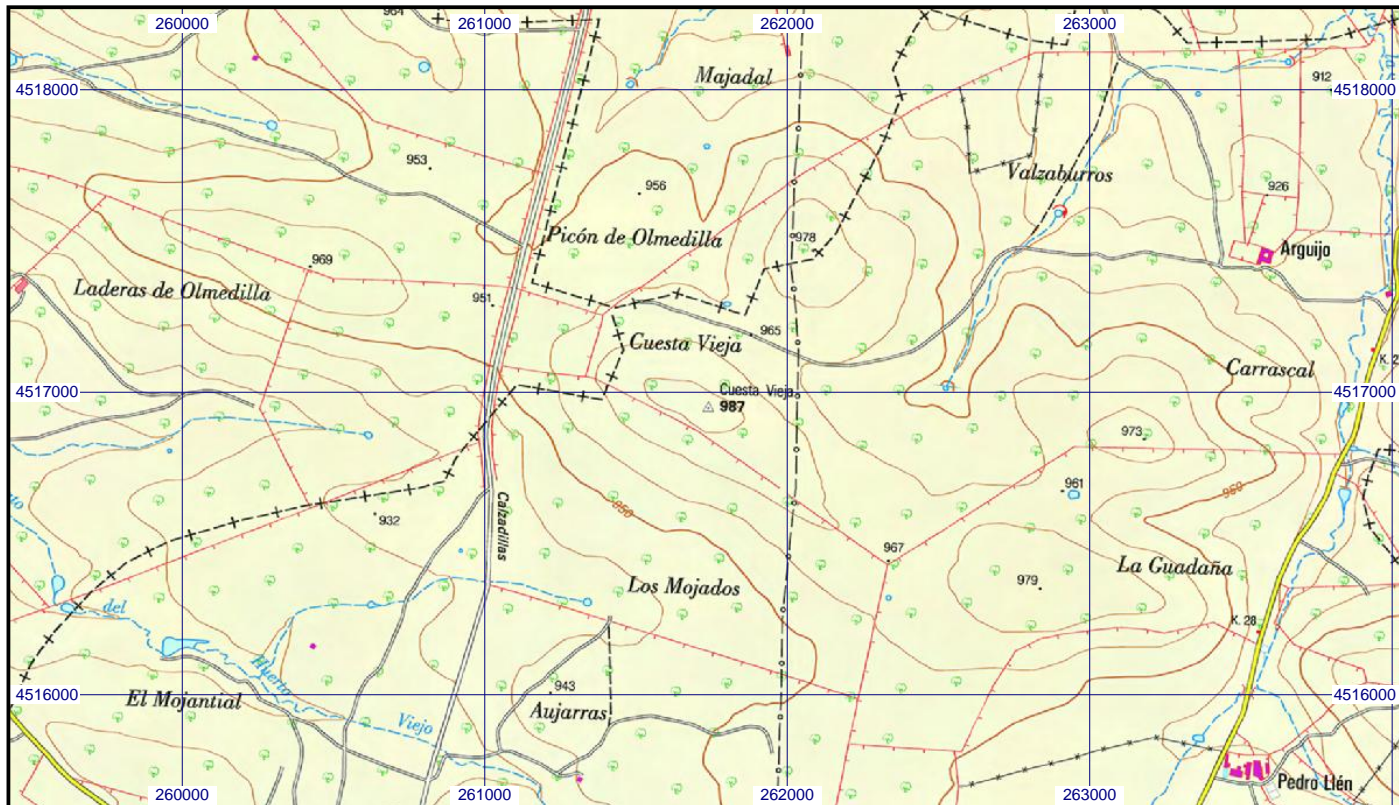 260000
261000
262000
263000
964
Majadal
912
4518000
4518000
953
956
Valzaburros
926
Picón de Olmedilla
978
Arguijo
969
Laderas de Olmedilla
951
965
Cuesta Vieja
Carrascal
4517000
4517000
Cuesta Vieja
987
973
961
960
932
Calzadillas
950
967
La Guadaña
979
Los Mojados
del
K. 28
Huerto
943
4516000
4516000
El Mojantial
Viejo
Aujarras
Pedro Llén
260000
261000
262000
263000